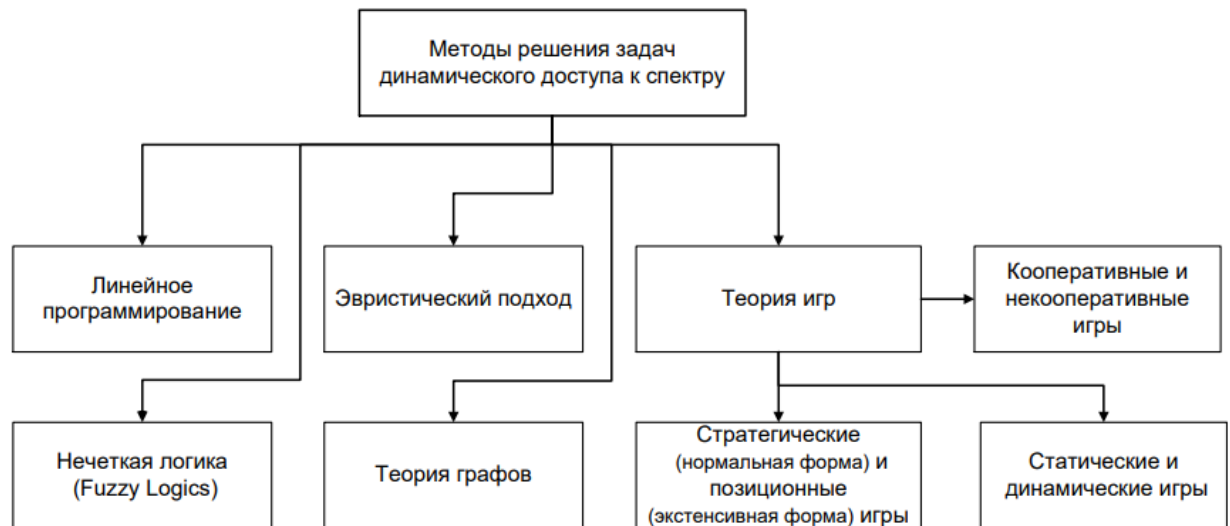 Методы решения задач
динамического доступа к спектру
Линейное
программирование
Эвристический подход
Теория игр
Кооперативные и
некооперативные
игры
Нечеткая логика
(Fuzzy Logics)
Теория графов
Стратегические
(нормальная форма) и
позиционные
(экстенсивная форма) игры
Статические и
динамические игры